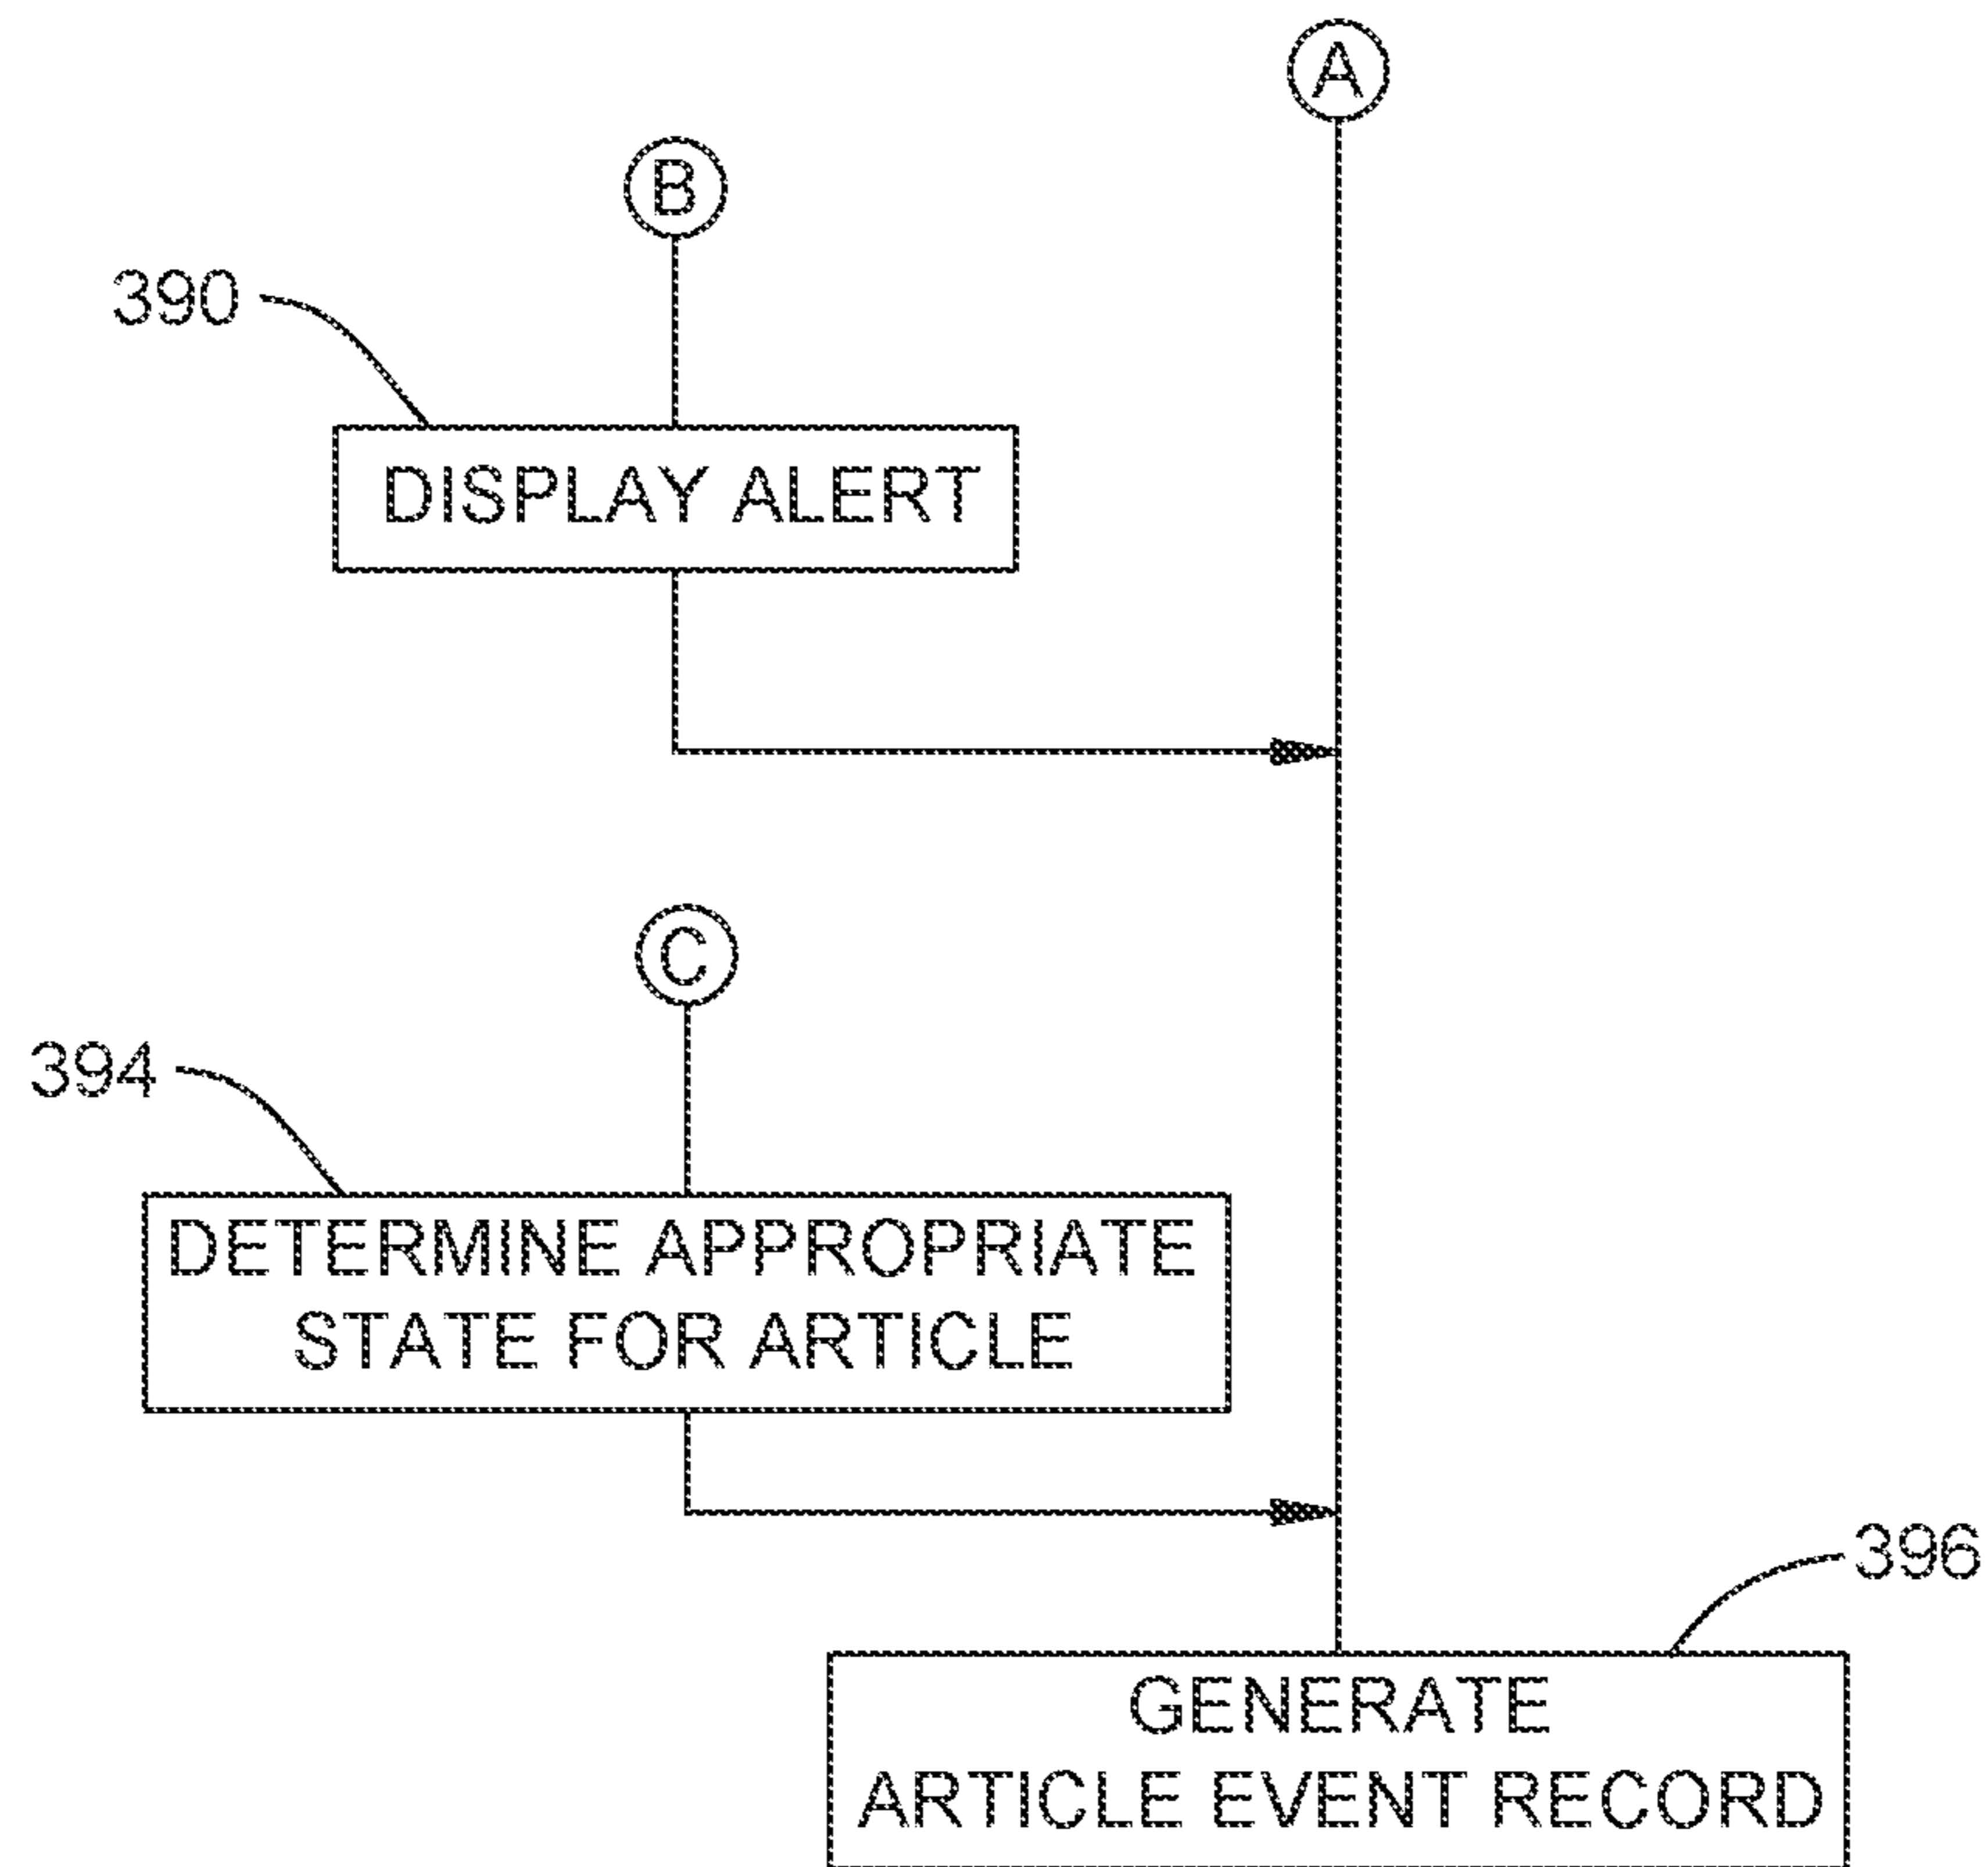 A
B
390
DISPLAY ALERT
C
394
DETERMINE APPROPRIATE
STATE FOR ARTICLE
396
GENERATE
ARTICLE EVENT RECORD